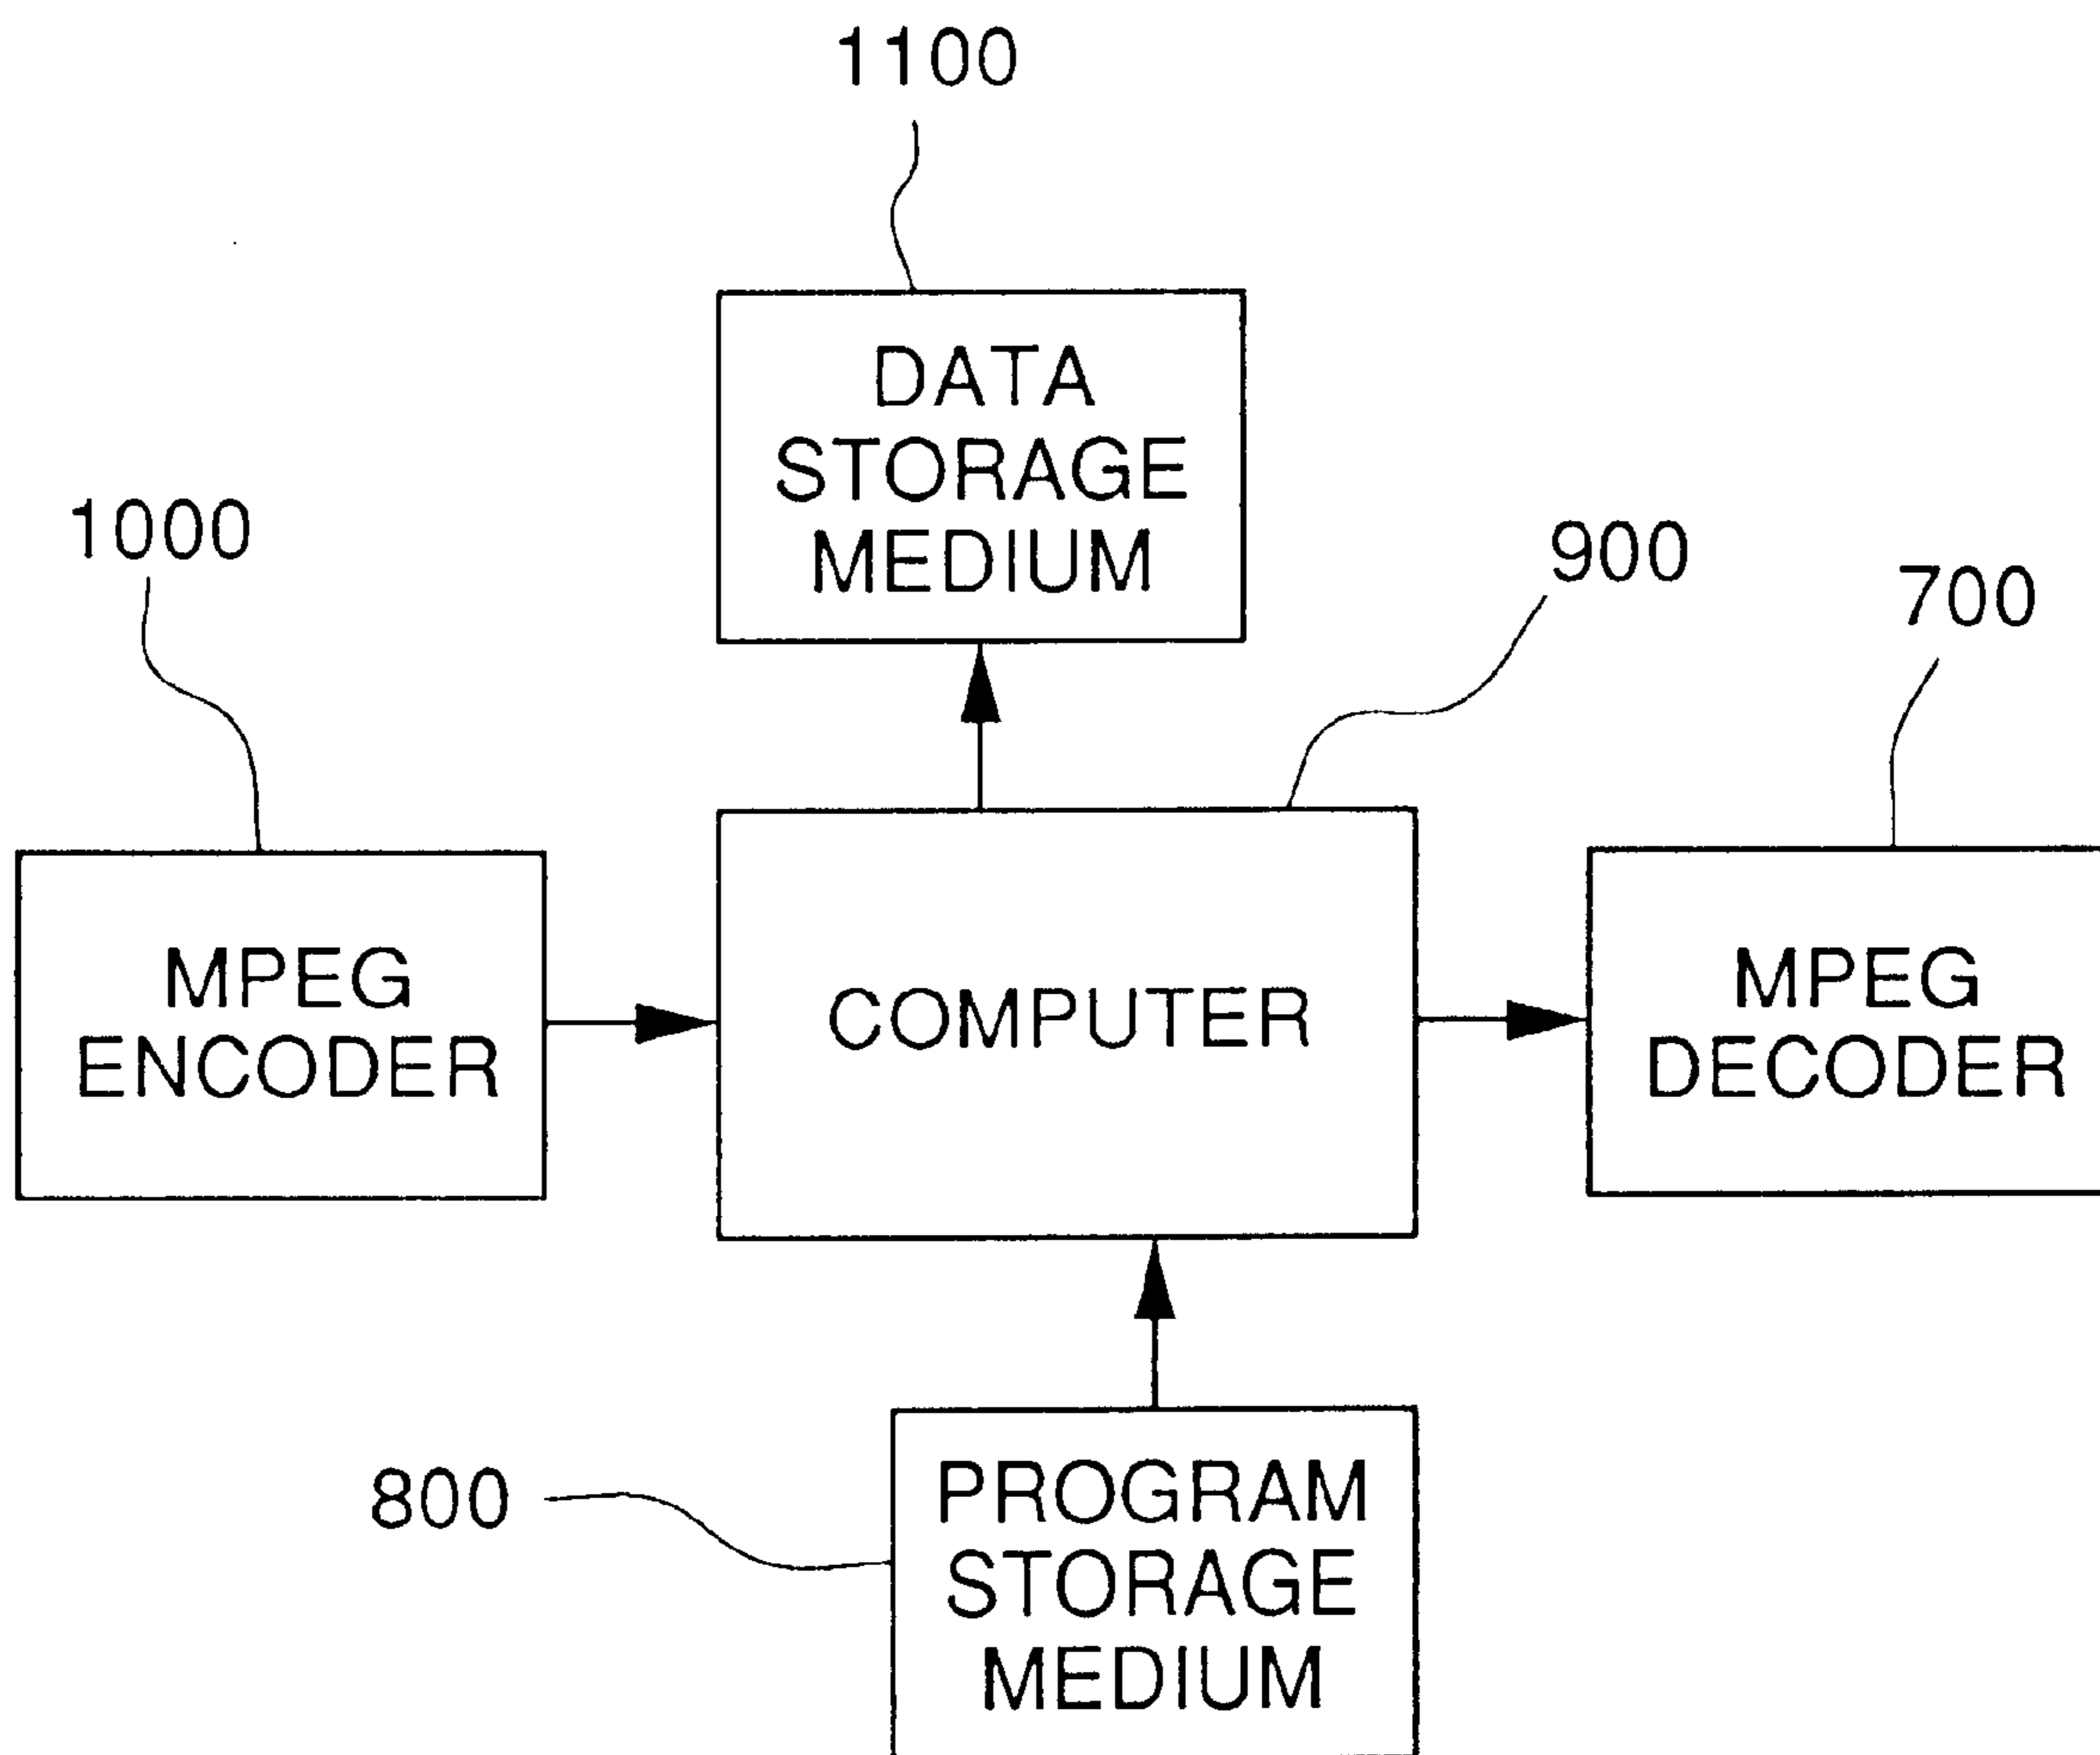 1100
DATA
STORAGE
MEDIUM
1000
900
700
MPEG
ENCODER
COMPUTER
MPEG
DECODER
800
PROGRAM
STORAGE
MEDIUM